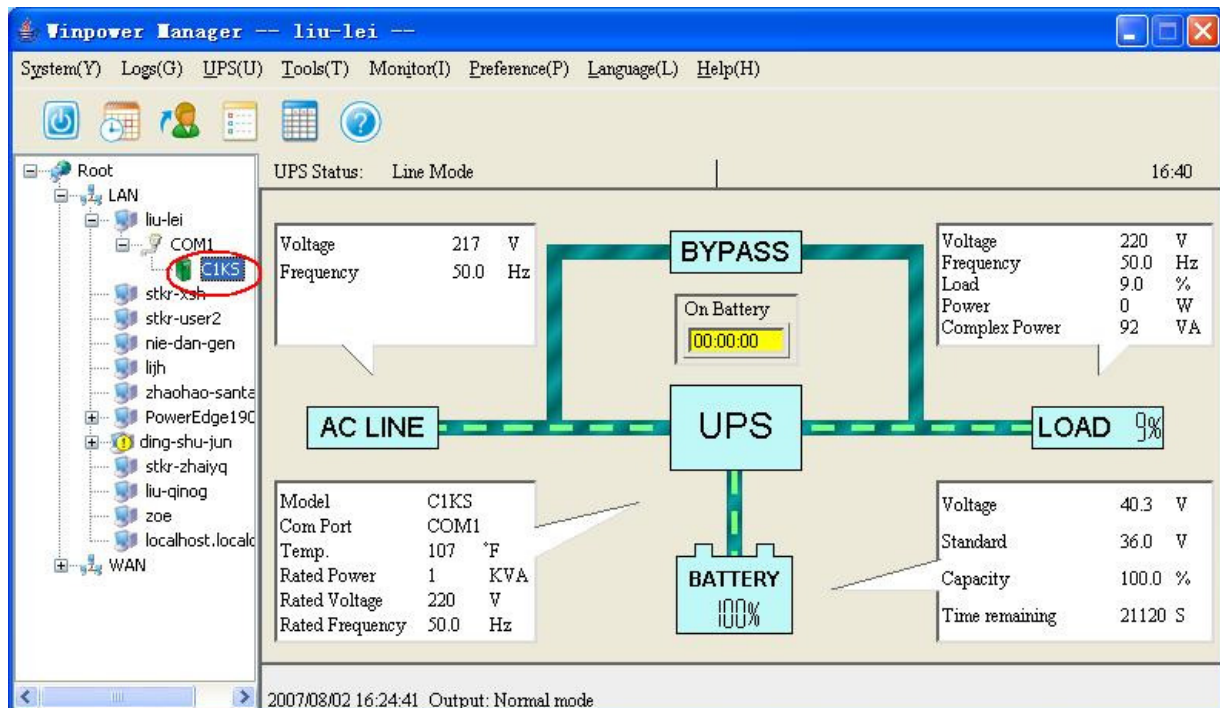 Winpower Manager -- liu-lei --
System(Y) Logs(G) UPS(U) Tools(T) Monitor(I) Preference(P) Language(L) Help(H)
Root
LAN
liu-lei
COM1
C1KS
stkr-xsh
stkr-user2
nie-dan-gen
lijh
zhaohao-santa
PowerEdge190
ding-shu-jun
stkr-zhaiyq
liu-qinog
zoe
localhost.localc
WAN
UPS Status: Line Mode 16:40
Voltage 217 V
Frequency 50.0 Hz
BYPASS
On Battery
00:00:00
Voltage 220 V
Frequency 50.0 Hz
Load 9.0 %
Power 0 W
Complex Power 92 VA
AC LINE
UPS
LOAD 9%
Model C1KS
Com Port COM1
Temp. 107 °F
Rated Power 1 KVA
Rated Voltage 220 V
Rated Frequency 50.0 Hz
BATTERY
100%
Voltage 40.3 V
Standard 36.0 V
Capacity 100.0 %
Time remaining 21120 S
2007/08/02 16:24:41 Output: Normal mode